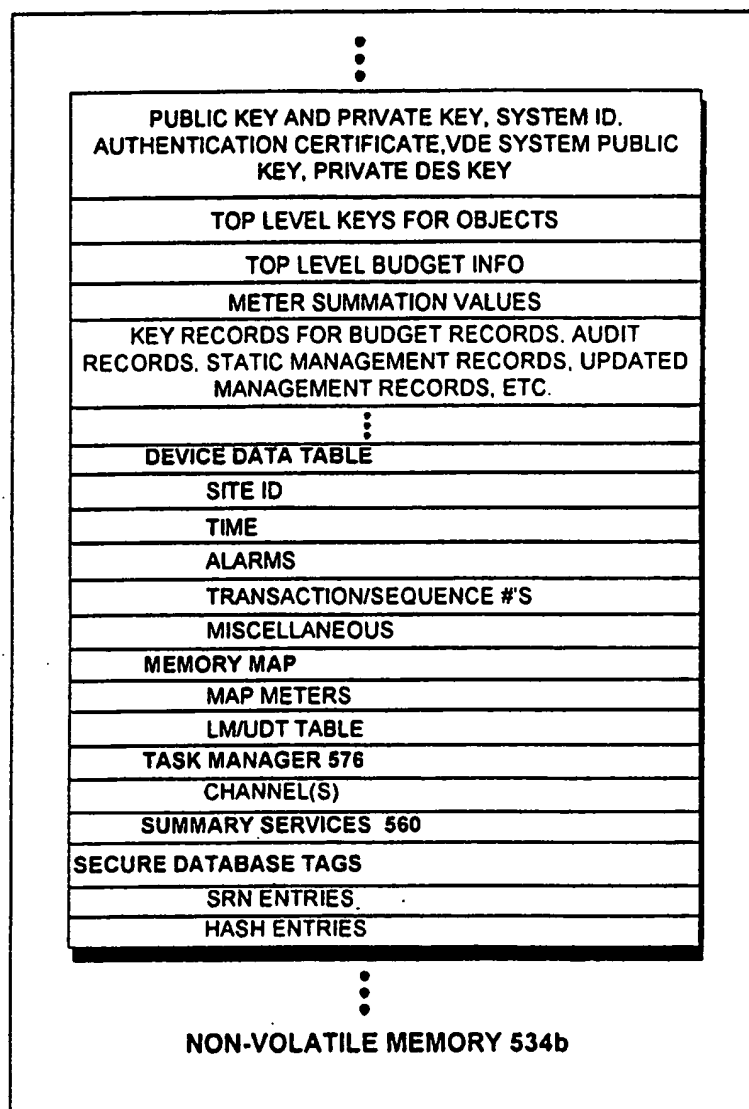 PUBLIC KEY AND PRIVATE KEY, SYSTEM ID.
AUTHENTICATION CERTIFICATE,VDE SYSTEM PUBLIC
KEY, PRIVATE DES KEY
TOP LEVEL KEYS FOR OBJECTS
TOP LEVEL BUDGET INFO
METER SUMMATION VALUES
KEY RECORDS FOR BUDGET RECORDS. AUDIT
RECORDS, STATIC MANAGEMENT RECORDS, UPDATED
MANAGEMENT RECORDS, ETC.
DEVICE DATA TABLE
SITE ID
TIME
ALARMS
TRANSACTION/SEQUENCE #'S
MISCELLANEOUS
MEMORY MAP
MAP METERS
LM/UDT TABLE
TASK MANAGER 576
CHANNEL(S)
SUMMARY SERVICES 560
SECURE DATABASE TAGS
SRN ENTRIES
HASH ENTRIES
NON-VOLATILE MEMORY 534b